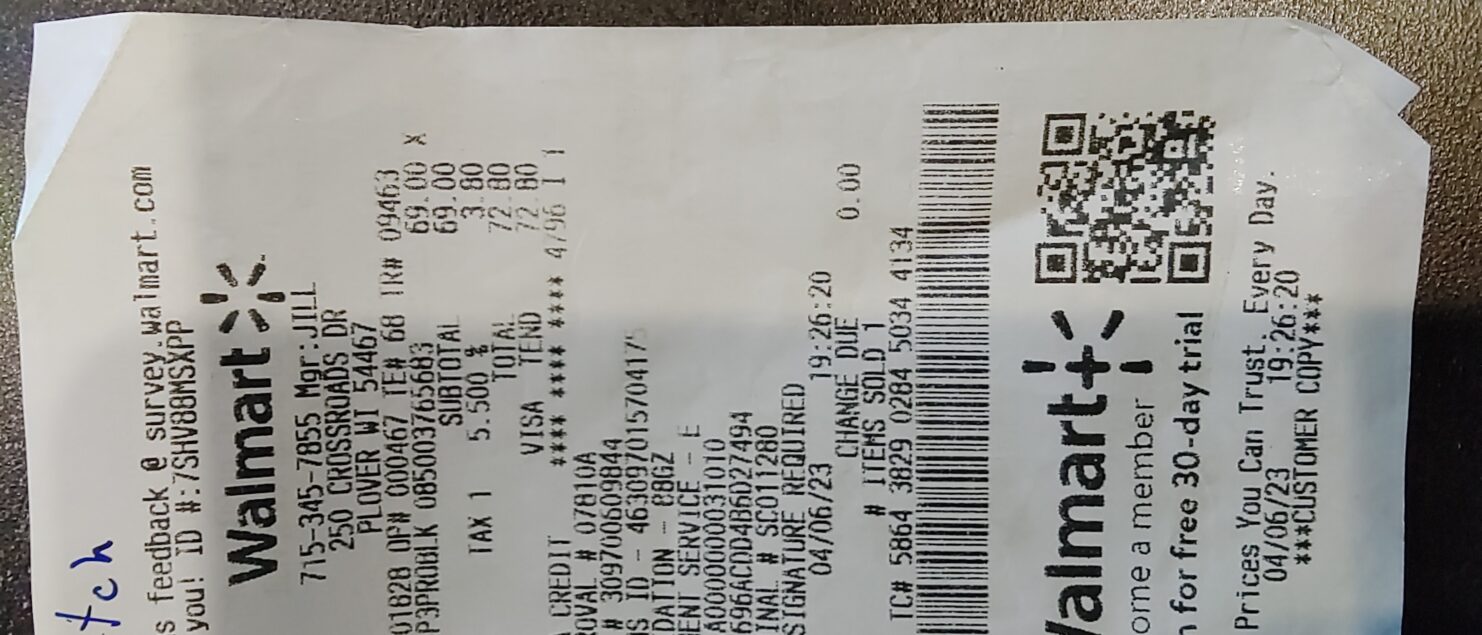 tch
s feedback @ survey.walmart.com
you! ID #:7SHV88MSXPP
Walmart
715-345-7855 Mgr:JILL
250 CROSSROADS DR
PLOVER WI 54467
01828 OP# 000467 TE# 68 TR# 09463
P3PROBLK 085003765683 69.00 X
SUBTOTAL 69.00
TAX 1 5.500 % 3.80
TOTAL 72.80
VISA TEND 72.80
CREDIT **** **** **** 4796 I 1
ROVAL # 07810A
# 309700609844
S ID - 463097015704175
DATION - 88GZ
ENT SERVICE - E
A0000000031010
696ACDD4B6027494
INAL # SC011280
SIGNATURE REQUIRED
04/06/23 19:26:20
CHANGE DUE 0.00
# ITEMS SOLD 1
TC# 5864 3829 0284 5034 4134
Walmart+
ome a member
n for free 30-day trial
Prices You Can Trust. Every Day.
04/06/23 19:26:20
***CUSTOMER COPY***